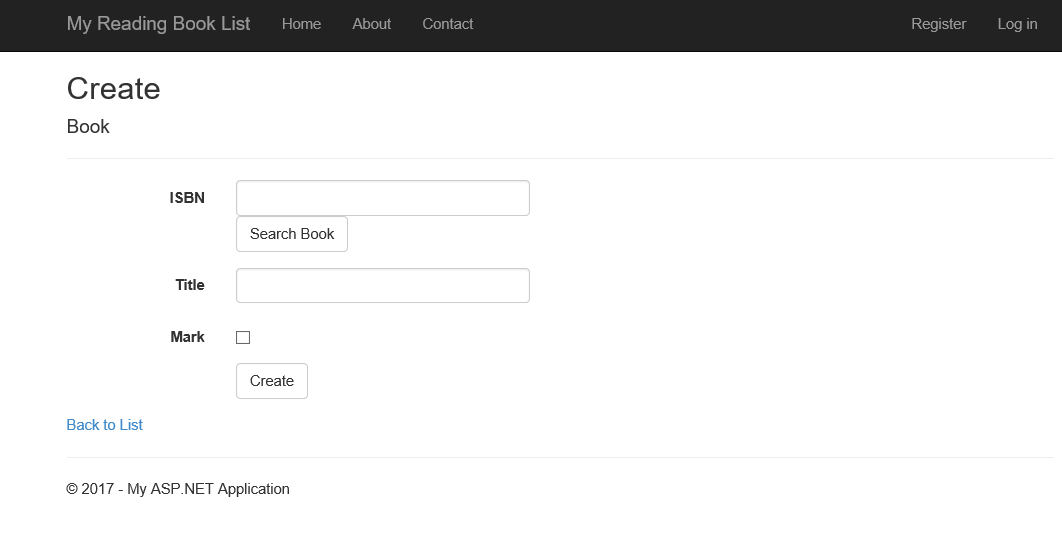 My Reading Book List Home About Contact Register Log in
Create
Book
ISBN
Search Book
Title
Mark
Create
Back to List
© 2017 - My ASP.NET Application